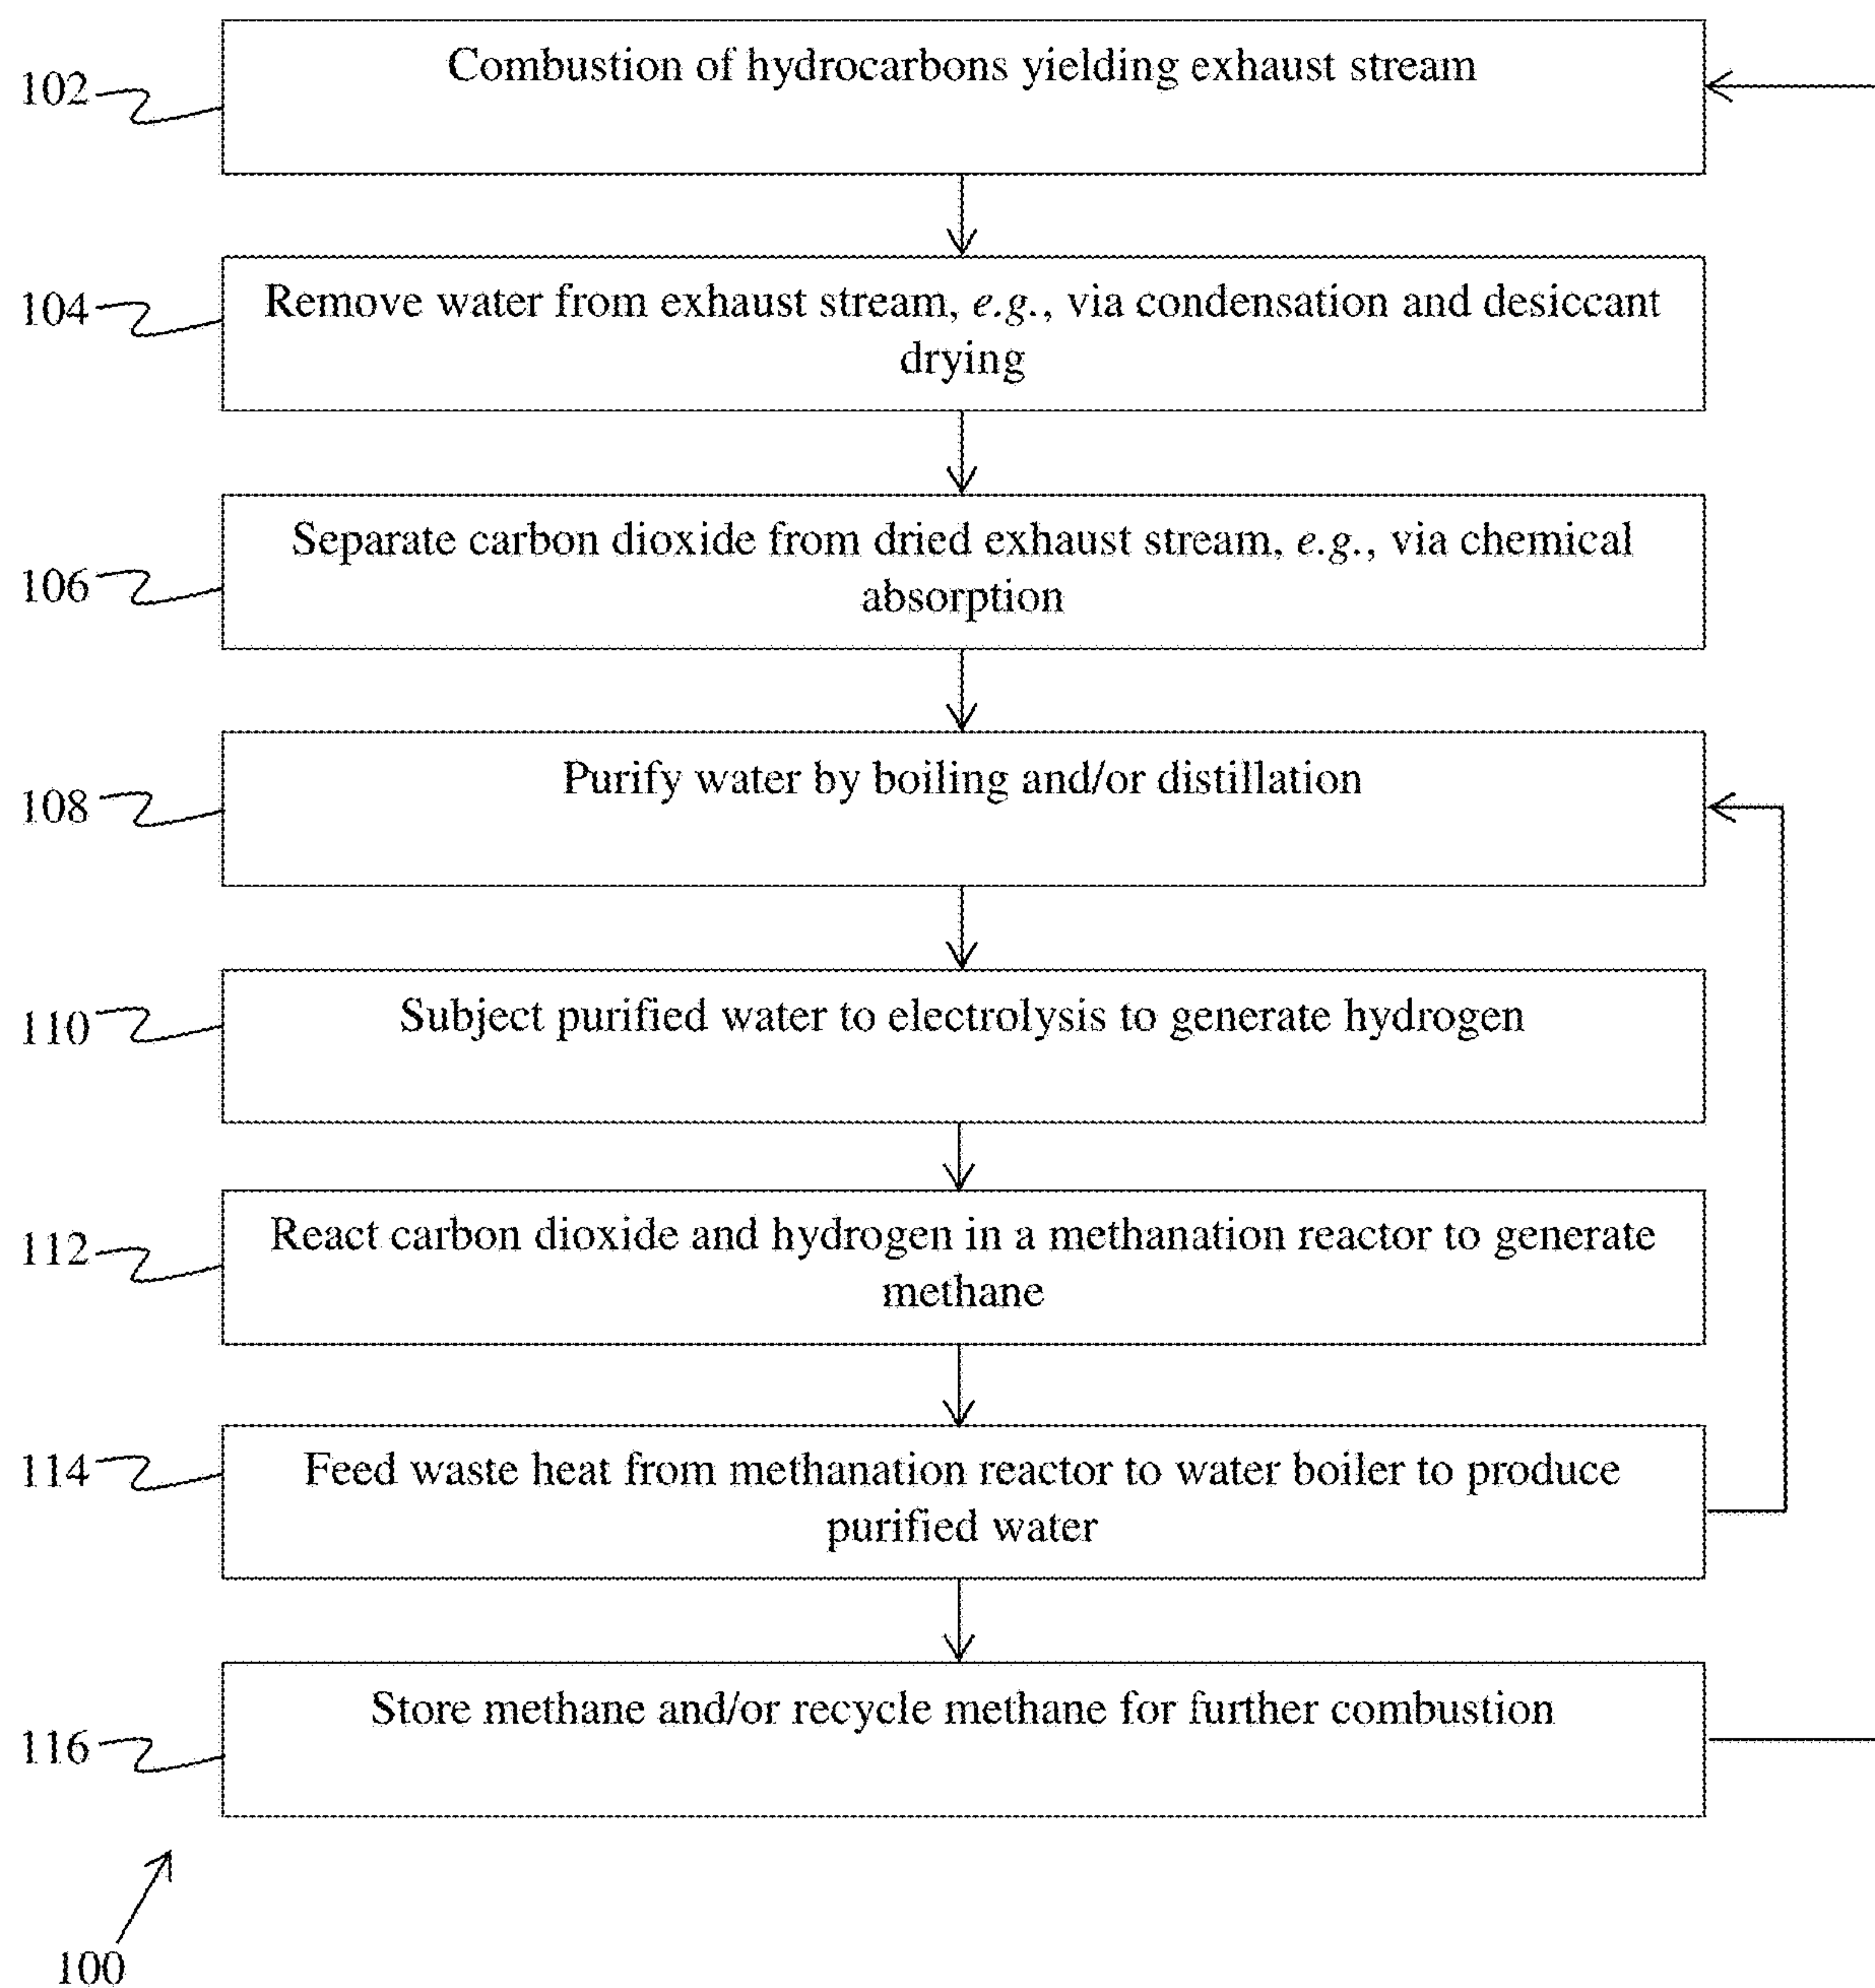 Combustion of hydrocarbons yielding exhaust stream
102
Remove water from exhaust stream, e.g., via condensation and desiccant
drying
104
Separate carbon dioxide from dried exhaust stream, e.g., via chemical
absorption
106
Purify water by boiling and/or distillation
108
Subject purified water to electrolysis to generate hydrogen
110
React carbon dioxide and hydrogen in a methanation reactor to generate
methane
112
Feed waste heat from methanation reactor to water boiler to produce
purified water
114
Store methane and/or recycle methane for further combustion
116
100